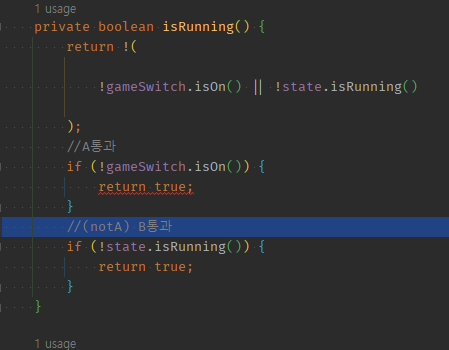 1 usage
private boolean isRunning() {
return !(
!gameSwitch.isOn() || !state.isRunning()
);
//A통과
if (!gameSwitch.isOn()) {
return true;
}
//(notA) B통과
if (!state.isRunning()) {
return true;
}
}
1 usage